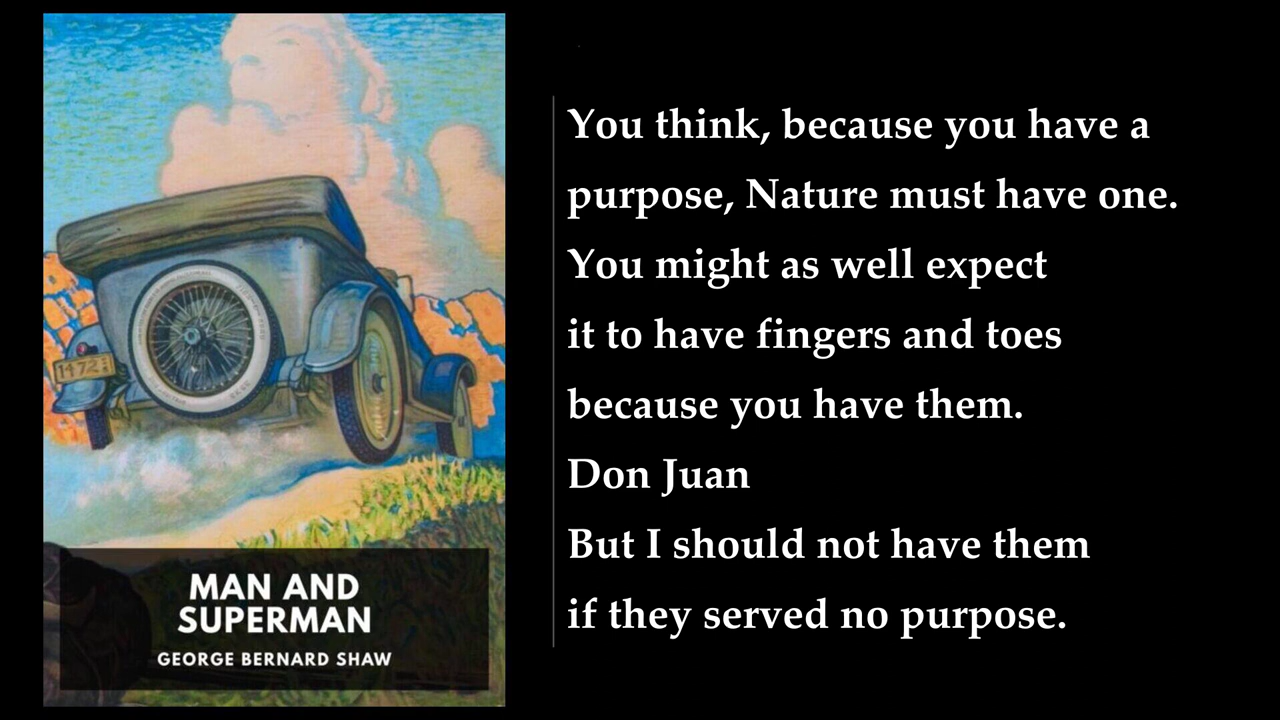 1472
MAN AND
SUPERMAN
GEORGE BERNARD SHAW
You think, because you have a
purpose, Nature must have one.
You might as well expect
it to have fingers and toes
because you have them.
Don Juan
But I should not have them
if they served no purpose.